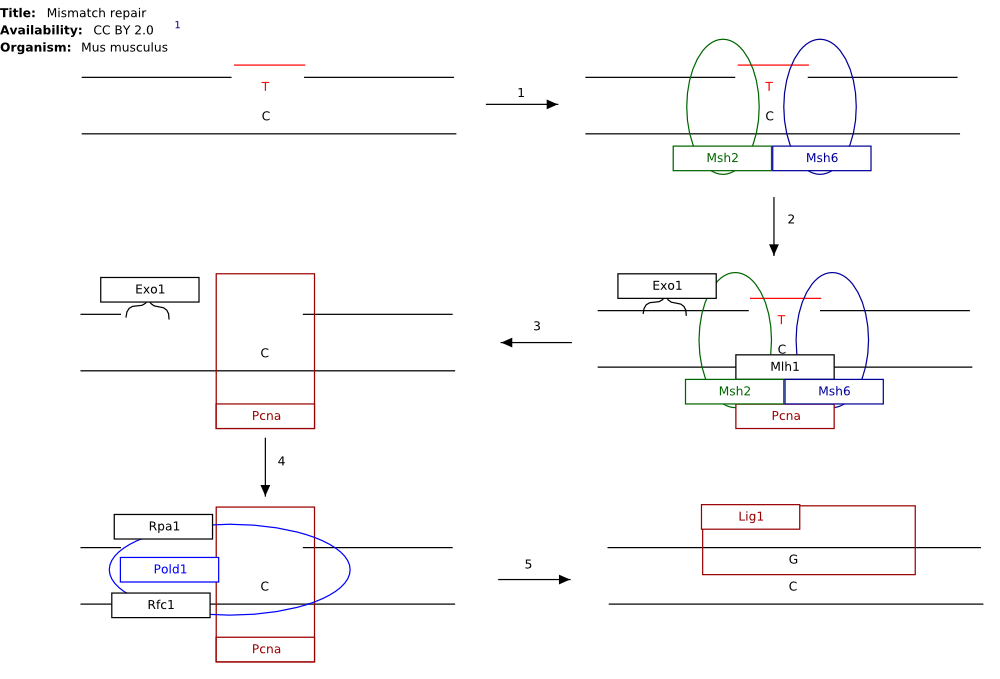 Title: Mismatch repair
Availability: CC BY 2.0 1
Organism: Mus musculus
T
C
1
T
C
Msh2 Msh6
2
Exo1
T
C
Mlh1
Msh2 Msh6
Pcna
3
Exo1
C
Pcna
4
Rpa1
Pold1
C
Rfc1
Pcna
5
Lig1
G
C